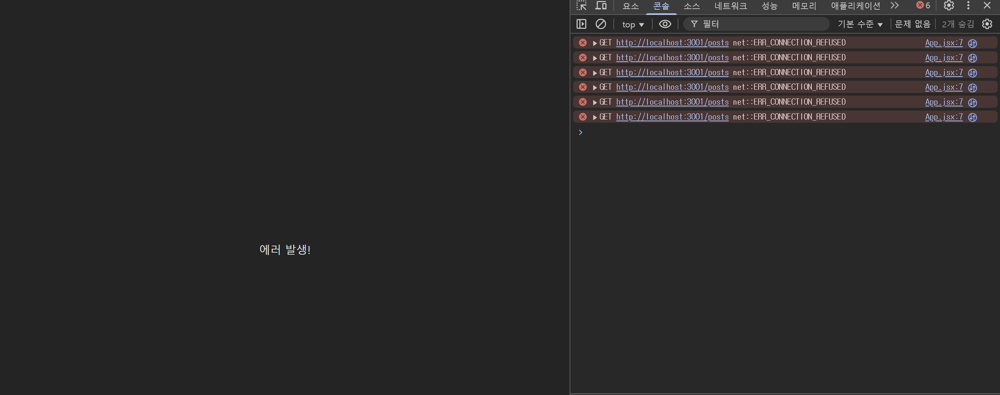 요소 콘솔 소스 네트워크 성능 메모리 애플리케이션 6
top 필터 기본 수준 문제 없음 2개 숨김
GET http://localhost:3001/posts net::ERR_CONNECTION_REFUSED App.jsx:7
GET http://localhost:3001/posts net::ERR_CONNECTION_REFUSED App.jsx:7
GET http://localhost:3001/posts net::ERR_CONNECTION_REFUSED App.jsx:7
GET http://localhost:3001/posts net::ERR_CONNECTION_REFUSED App.jsx:7
GET http://localhost:3001/posts net::ERR_CONNECTION_REFUSED App.jsx:7
GET http://localhost:3001/posts net::ERR_CONNECTION_REFUSED App.jsx:7
에러 발생!